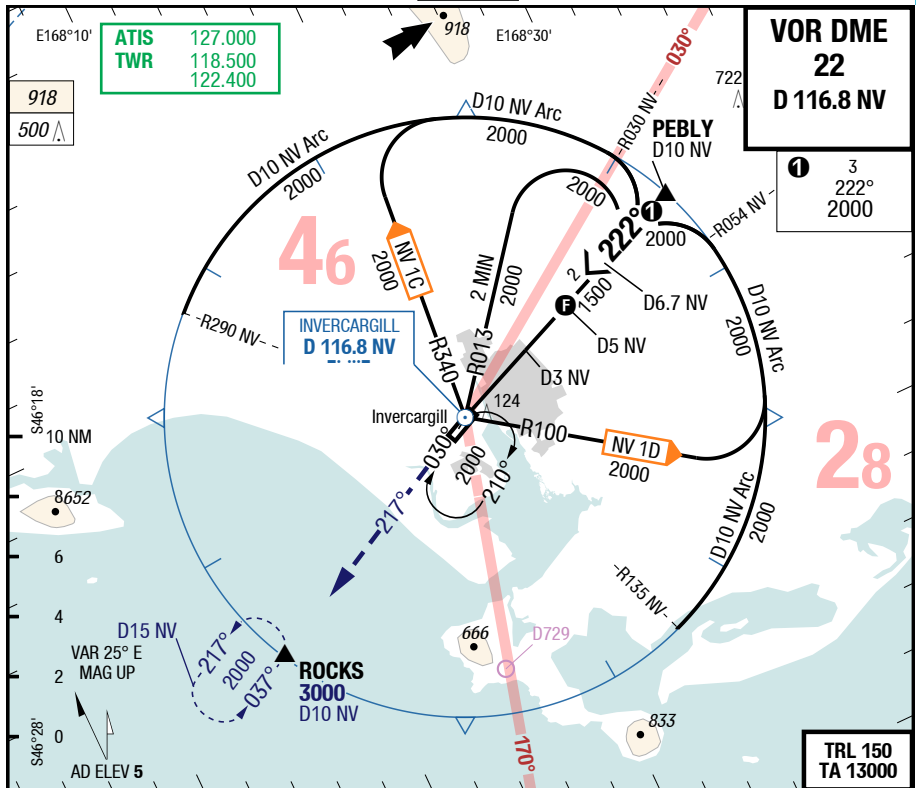 E168°10'
918
E168°30'
ATIS 127.000
TWR 118.500
122.400
VOR DME
22
D 116.8 NV
918
500
722
030°
-R030 NV-
D10 NV Arc
2000
D10 NV Arc
2000
PEBLY
D10 NV
1 3
222°
2000
2000
1
222°
2000
-R054 NV-
46
NV 1C
2000
2 MIN
2000
2
1500
D6.7 NV
F
D5 NV
D10 NV Arc
2000
-R290 NV-
INVERCARGILL
D 116.8 NV
R340
R013
D3 NV
S46°18'
Invercargill
124
R100
NV 1D
2000
28
10 NM
030°
2000
210°
217°
8652
8
D10 NV Arc
2000
6
-R135 NV-
4
D15 NV
217°
2000
037°
666
D729
VAR 25° E
MAG UP
2
ROCKS
3000
D10 NV
833
S46°28'
0
170°
AD ELEV 5
TRL 150
TA 13000